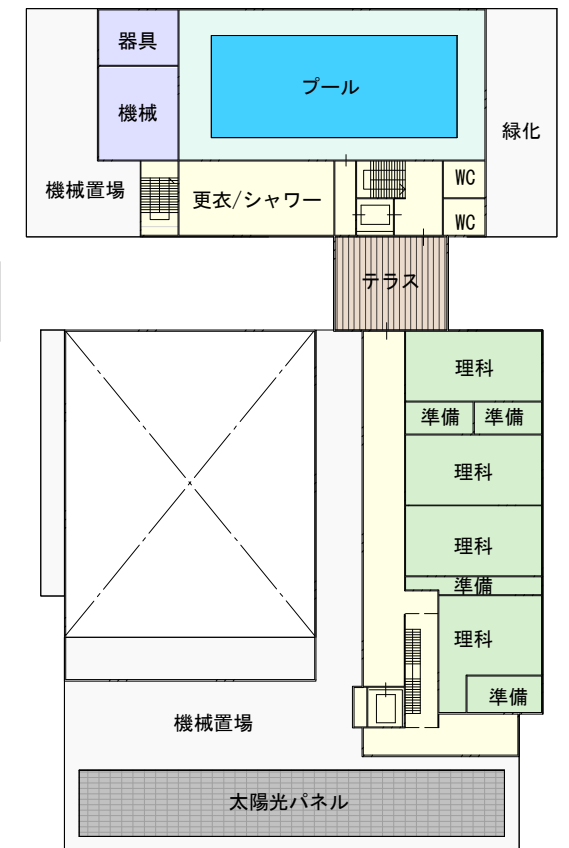 器具
プール
機械
緑化
機械置場
更衣/シャワー
WC
WC
テラス
理科
準備
準備
理科
理科
準備
理科
準備
機械置場
太陽光パネル